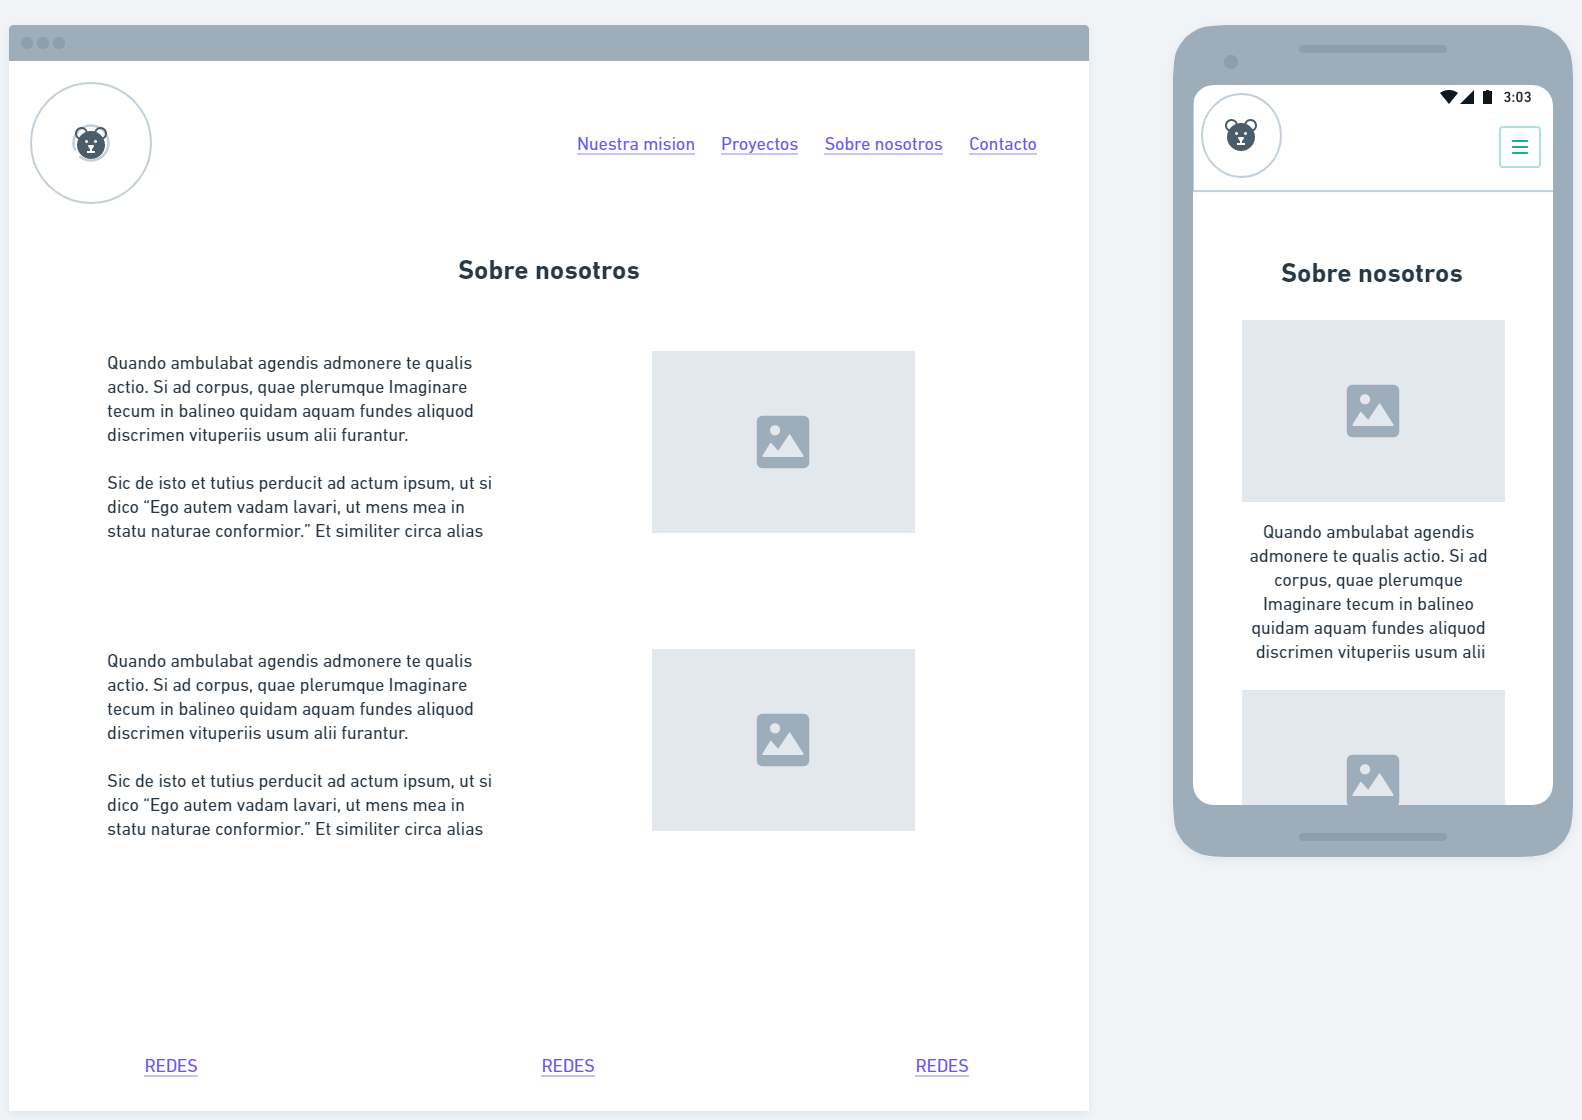 Nuestra mision Proyectos Sobre nosotros Contacto
Sobre nosotros
Quando ambulabat agendis admonere te qualis
actio. Si ad corpus, quae plerumque Imaginare
tecum in balineo quidam aquam fundes aliquod
discrimen vituperiis usum alii furantur.
Sic de isto et tutius perducit ad actum ipsum, ut si
dico “Ego autem vadam lavari, ut mens mea in
statu naturae conformior.” Et similiter circa alias
Quando ambulabat agendis admonere te qualis
actio. Si ad corpus, quae plerumque Imaginare
tecum in balineo quidam aquam fundes aliquod
discrimen vituperiis usum alii furantur.
Sic de isto et tutius perducit ad actum ipsum, ut si
dico “Ego autem vadam lavari, ut mens mea in
statu naturae conformior.” Et similiter circa alias
REDES REDES REDES
3:03
Sobre nosotros
Quando ambulabat agendis
admonere te qualis actio. Si ad
corpus, quae plerumque
Imaginare tecum in balineo
quidam aquam fundes aliquod
discrimen vituperiis usum alii